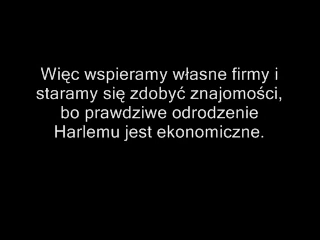 Więc wspieramy własne firmy i
staramy się zdobyć znajomości,
bo prawdziwe odrodzenie
Harlemu jest ekonomiczne.